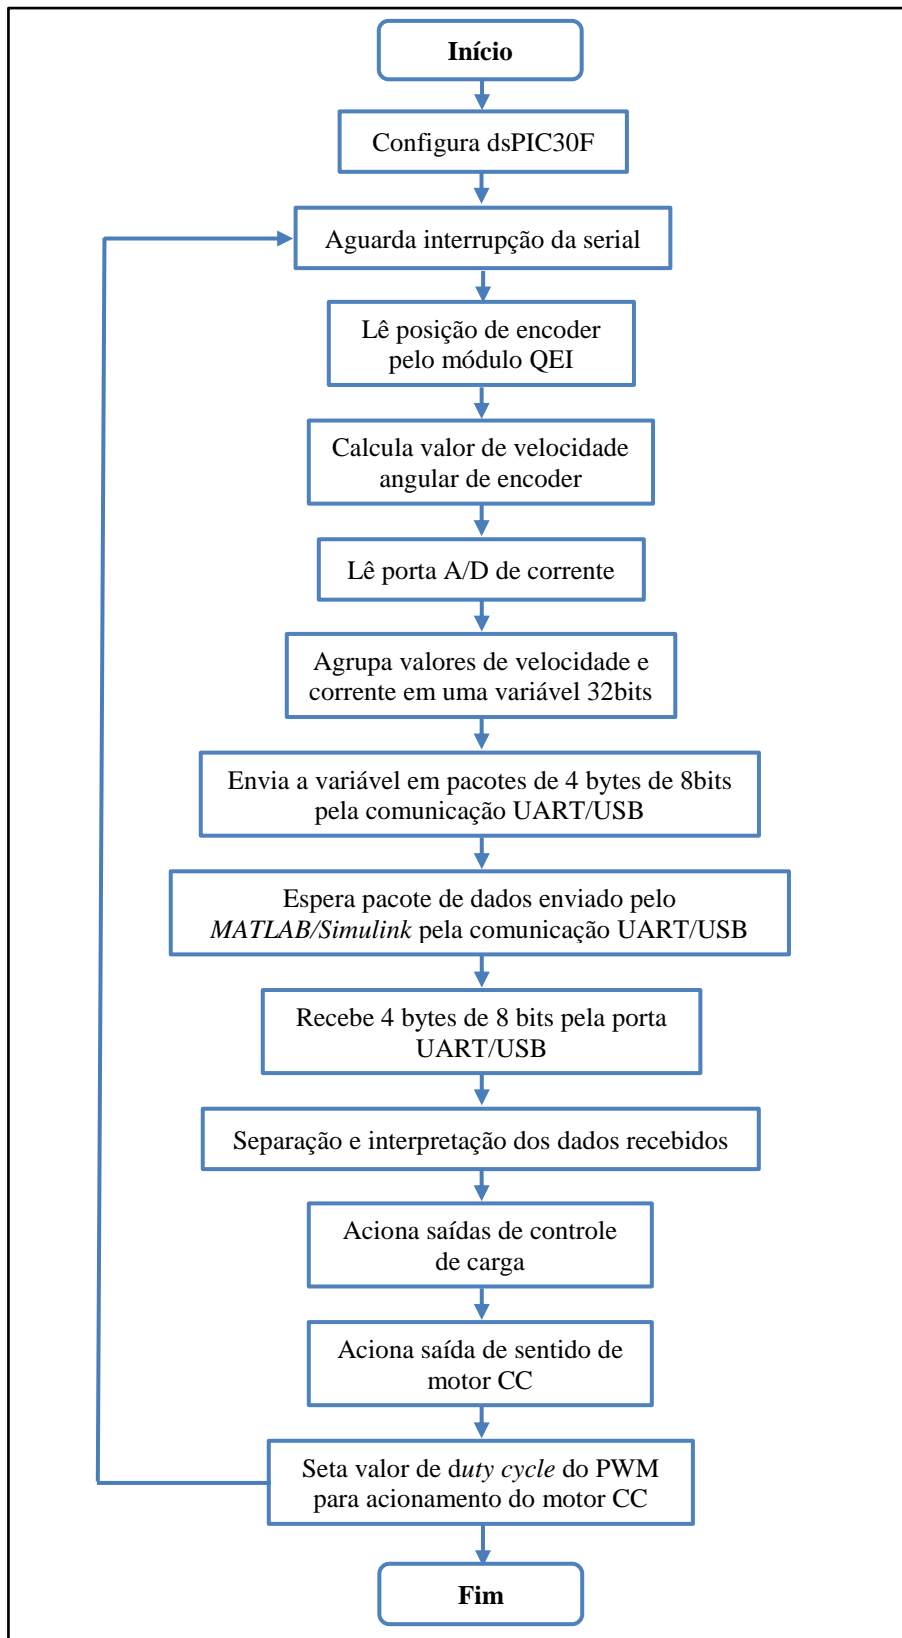 Início
Configura dsPIC30F
Aguarda interrupção da serial
Lê posição de encoder
pelo módulo QEI
Calcula valor de velocidade
angular de encoder
Lê porta A/D de corrente
Agrupa valores de velocidade e
corrente em uma variável 32bits
Envia a variável em pacotes de 4 bytes de 8bits
pela comunicação UART/USB
Espera pacote de dados enviado pelo
MATLAB/Simulink pela comunicação UART/USB
Recebe 4 bytes de 8 bits pela porta
UART/USB
Separação e interpretação dos dados recebidos
Aciona saídas de controle
de carga
Aciona saída de sentido de
motor CC
Seta valor de duty cycle do PWM
para acionamento do motor CC
Fim